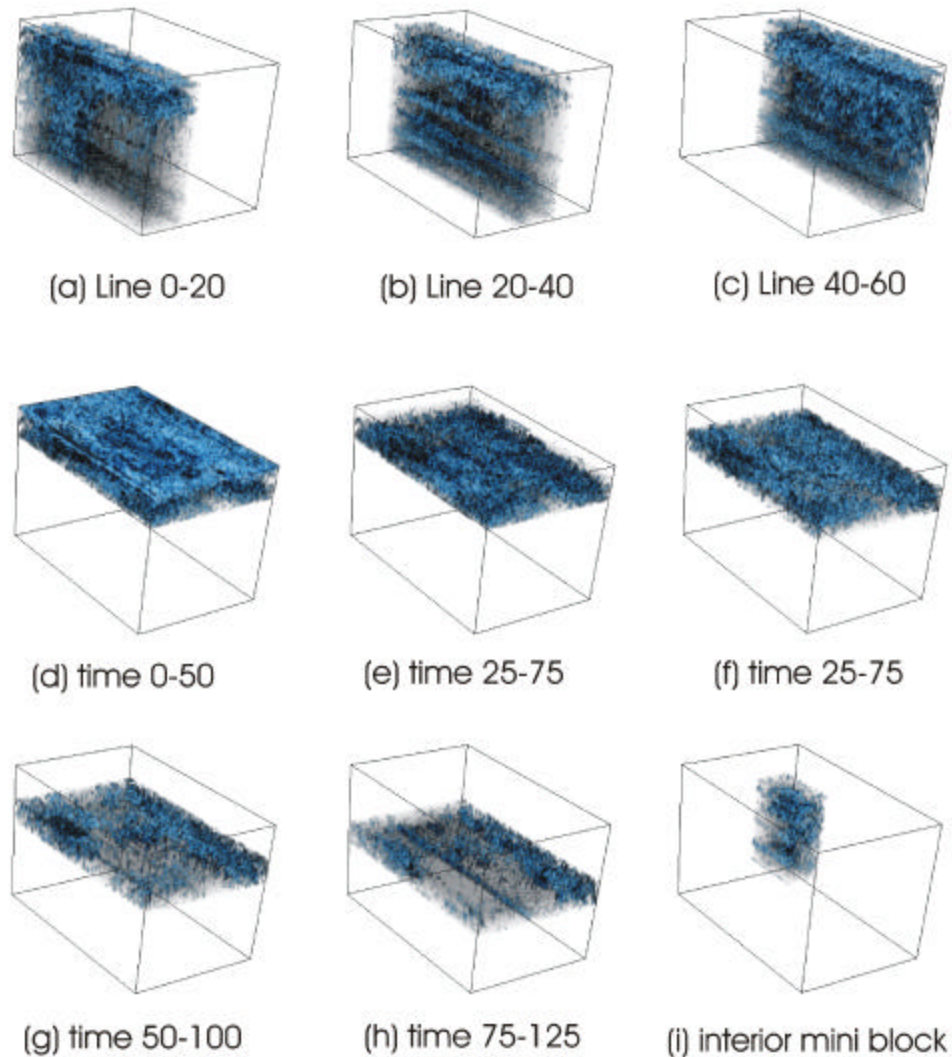 (a) Line 0-20
(b) Line 20-40
(c) Line 40-60
(d) time 0-50
(e) time 25-75
(f) time 25-75
(g) time 50-100
(h) time 75-125
(i) interior mini block